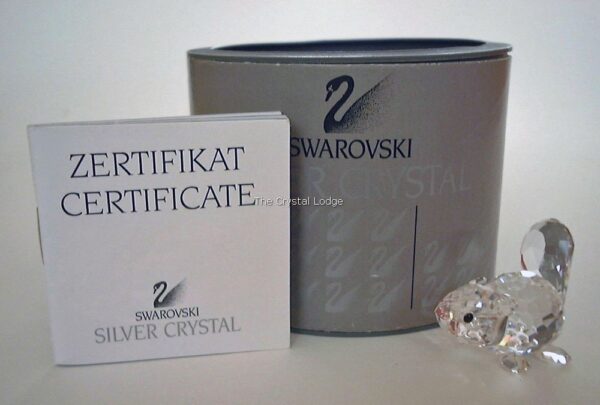 SWAROVSKI
SILVER CRYSTAL
ZERTIFIKAT
CERTIFICATE
The Crystal Lodge
SWAROVSKI
SILVER CRYSTAL